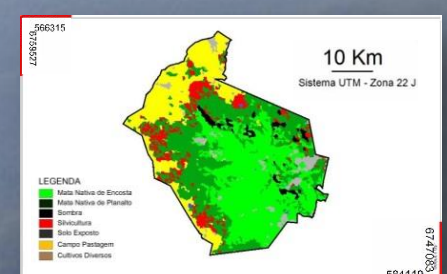 566315
6759527
10 Km
Sistema UTM - Zona 22 J
LEGENDA
Mata Nativa de Encosta
Mata Nativa de Planalto
Sombra
Silvicultura
Solo Exposto
Campo Pastagem
Cultivos Diversos